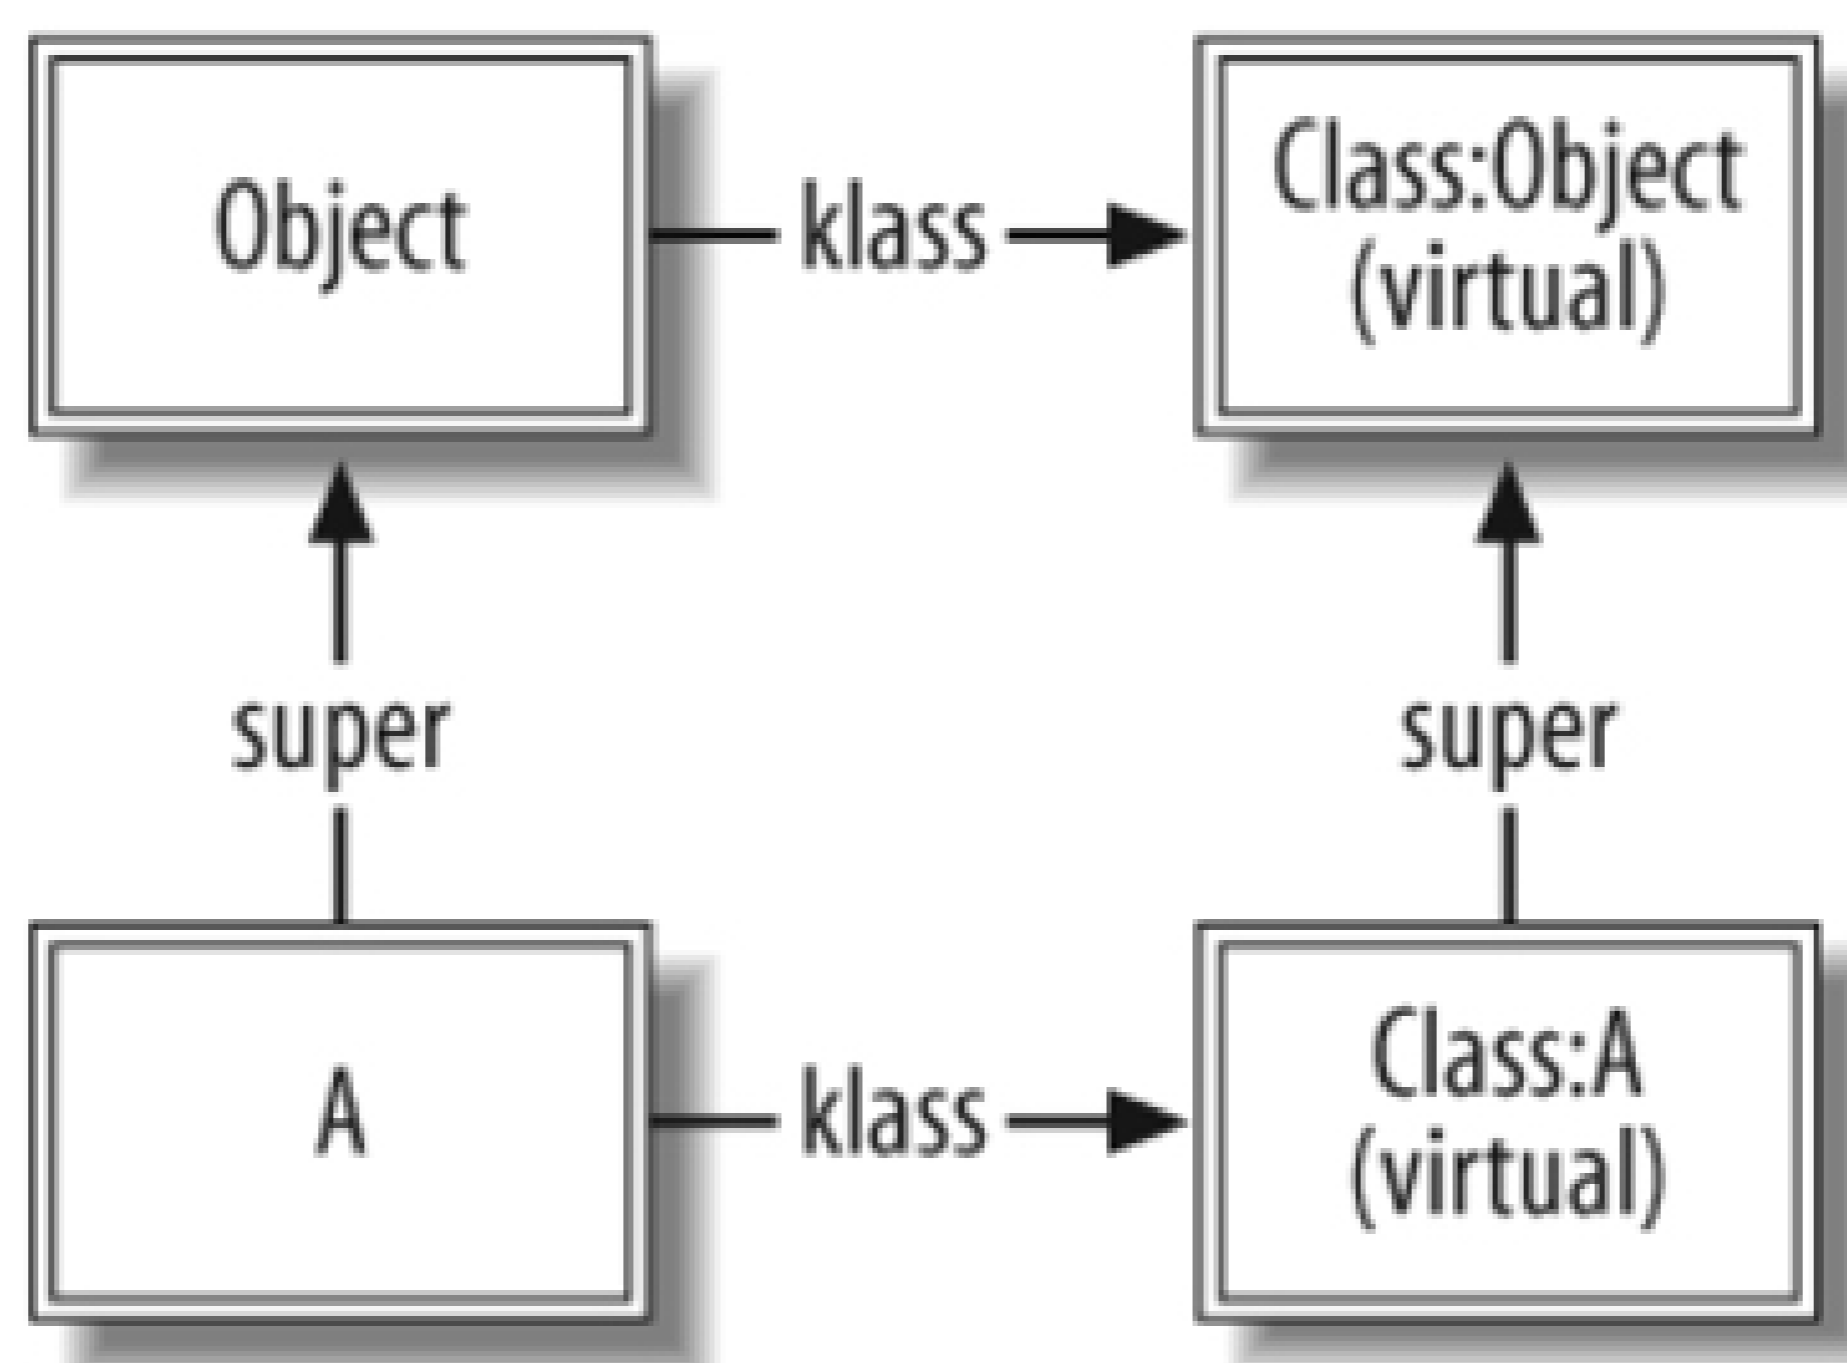 Object
klass
Class:Object
(virtual)
super
super
A
klass
Class:A
(virtual)